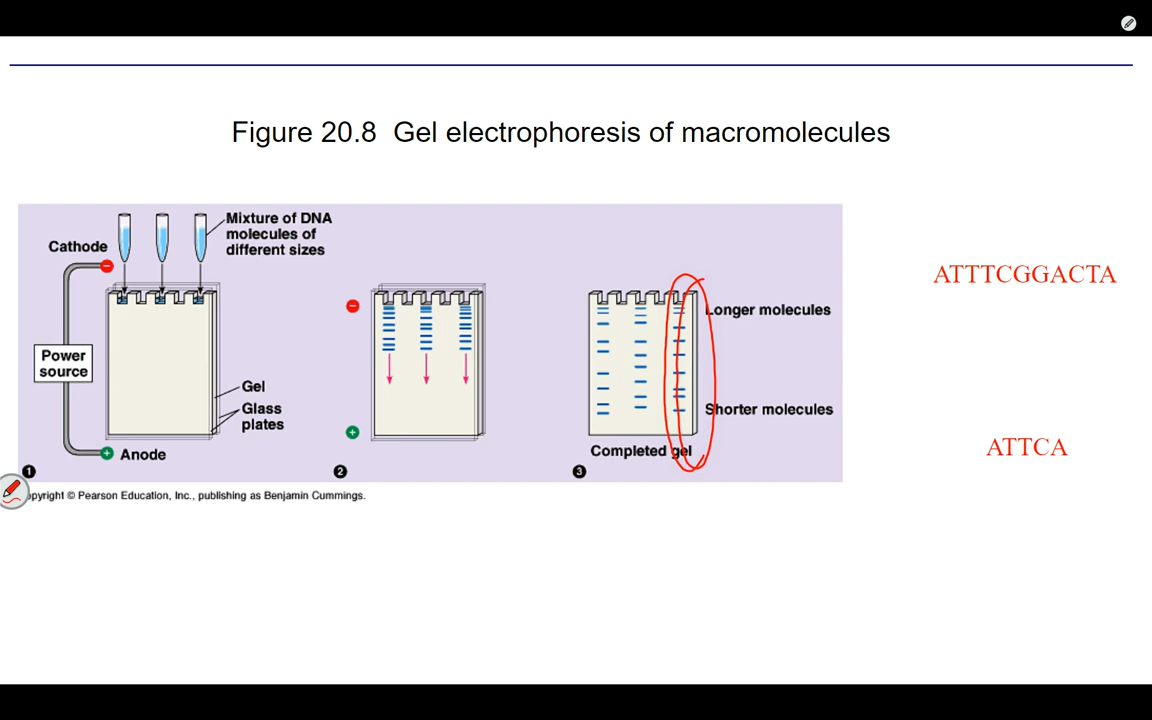 Figure 20.8  Gel electrophoresis of macromolecules
Mixture of DNA
molecules of
different sizes
Cathode
Power
source
Gel
Glass
plates
Anode
1
2
Longer molecules
Shorter molecules
Completed gel
3
opyright © Pearson Education, Inc., publishing as Benjamin Cummings.
ATTTCGGACTA
ATTCA